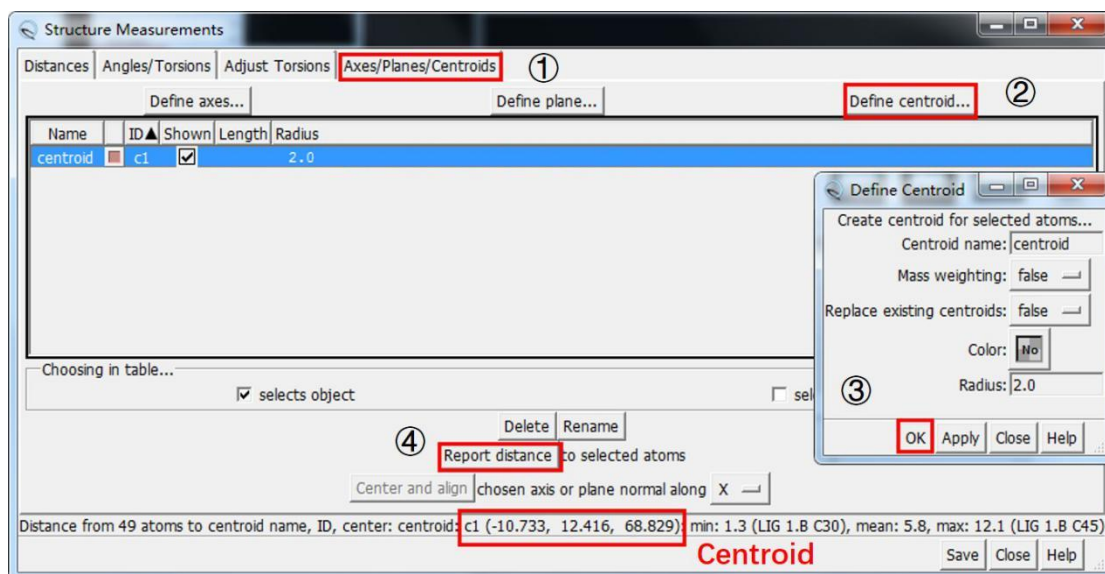 Structure Measurements
Distances Angles/Torsions Adjust Torsions Axes/Planes/Centroids ①
Define axes... Define plane... Define centroid... ②
Name ID▲ Shown Length Radius
centroid c1 2.0
Define Centroid
Create centroid for selected atoms...
Centroid name: centroid
Mass weighting: false
Replace existing centroids: false
Color: No
③ Radius: 2.0
OK Apply Close Help
Choosing in table...
selects object
Delete Rename
④ Report distance to selected atoms
Center and align chosen axis or plane normal along X
Distance from 49 atoms to centroid name, ID, center: centroid: c1 (-10.733, 12.416, 68.829): min: 1.3 (LIG 1.B C30), mean: 5.8, max: 12.1 (LIG 1.B C45)
Centroid
Save Close Help